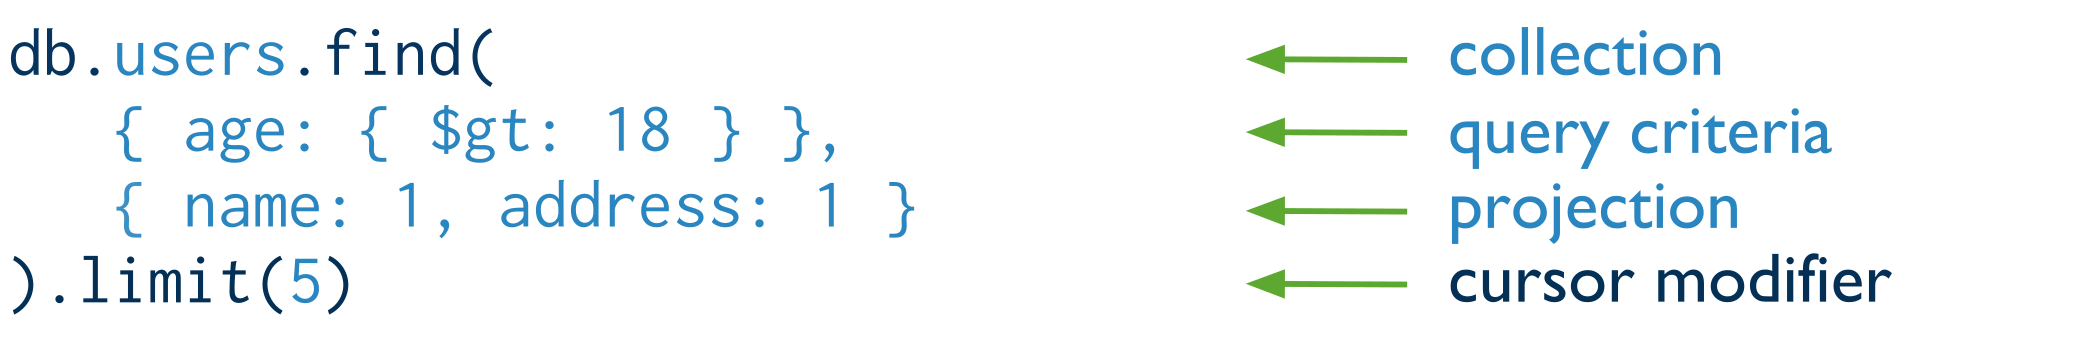 db.users.find( collection
{ age: { $gt: 18 } }, query criteria
{ name: 1, address: 1 } projection
).limit(5) cursor modifier